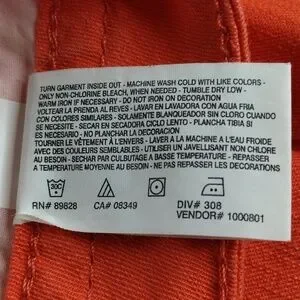 TURN GARMENT INSIDE OUT - MACHINE WASH COLD WITH LIKE COLORS -
ONLY NON-CHLORINE BLEACH, WHEN NEEDED - TUMBLE DRY LOW -
WARM IRON IF NECESSARY - DO NOT IRON ON DECORATION
VOLTEAR LA PRENDA AL REVES - LAVAR EN LAVADORA CON AGUA FRIA
CON COLORES SIMILARES - SOLAMENTE BLANQUEADOR SIN CLORO CUANDO
SE NECESITE - SECAR EN SECADORA CICLO LENTO - PLANCHA TIBIA SI
ES NECESARIO - NO PLANCHAR LA DECORACION
TOURNER LE VÊTEMENT À L'ENVERS - LAVER À LA MACHINE À L'EAU FROIDE
AVEC DES COULEURS SEMBLABLES - UTILISER UN JAVELLISANT NON CHLORÉ
AU BESOIN - SÉCHAR PAR CULBUTAGE À BASSE TEMPÉRATURE - REPASSER
À TEMPÉRATURE MOYENNE AU BESOIN - NE PAS REPASSER LES DÉCORATIONS
30C
RN# 89828 CA# 08349 DIV# 308
VENDOR# 1000801